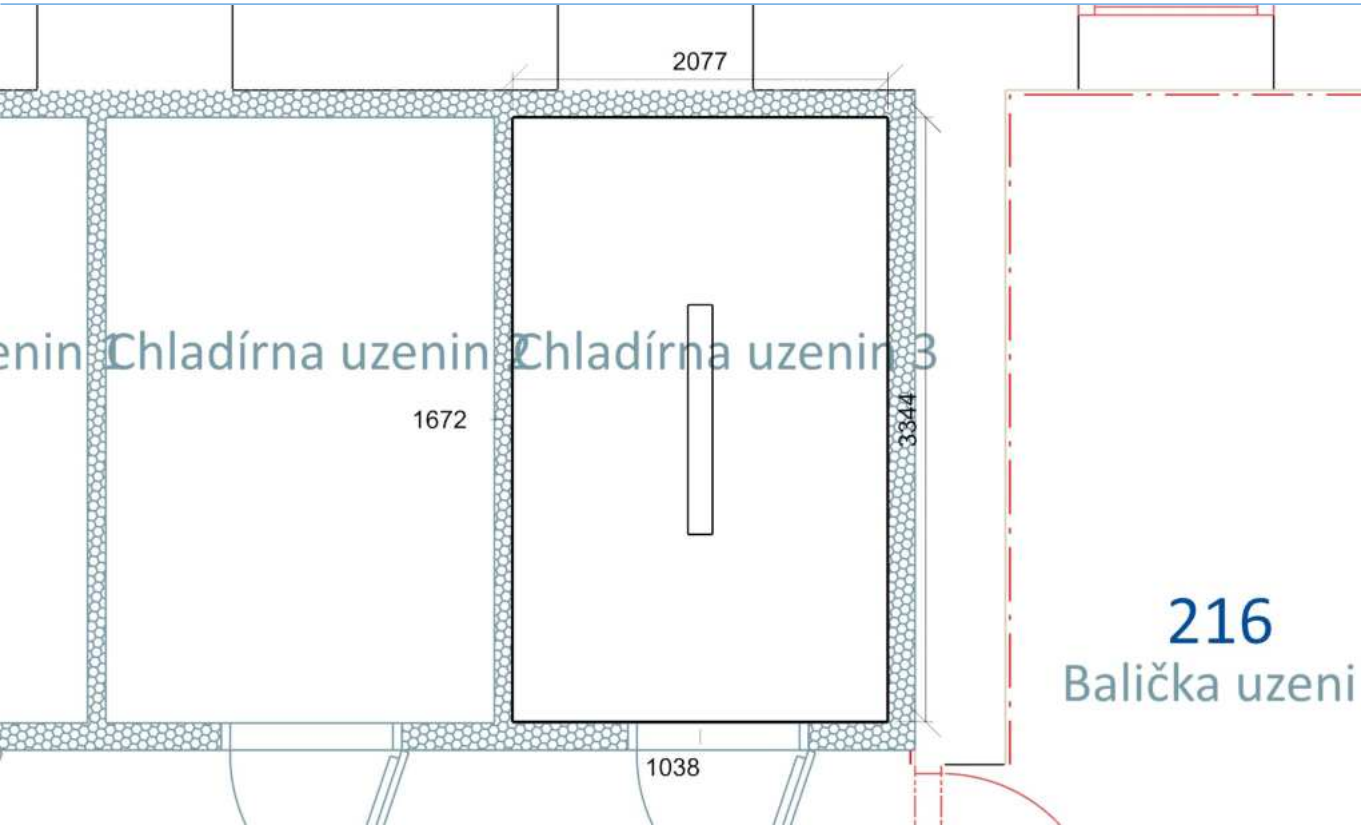 2077
enin 1
Chladírna uzenin 2
Chladírna uzenin 3
1672
3344
216
Balička uzeni
1038